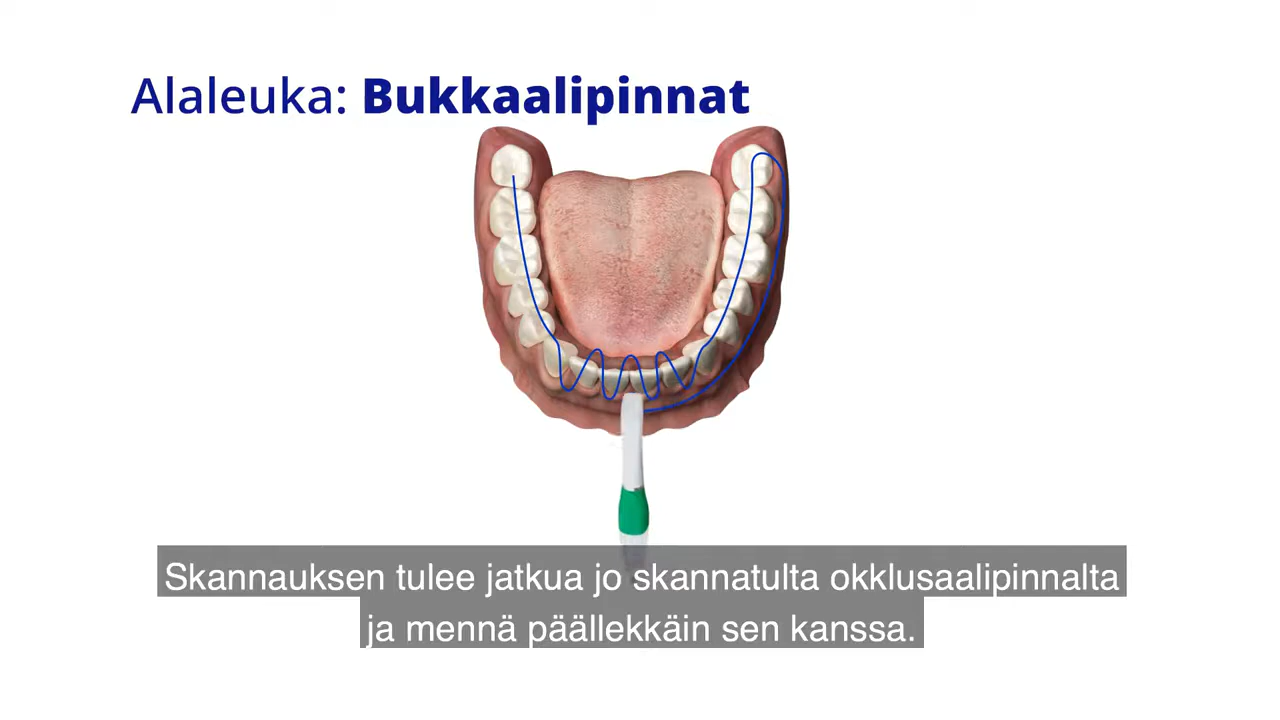 Alaleuka: Bukkaalipinnat
Skannauksen tulee jatkua jo skannatulta okklusaalipinnalta
ja mennä päällekkäin sen kanssa.